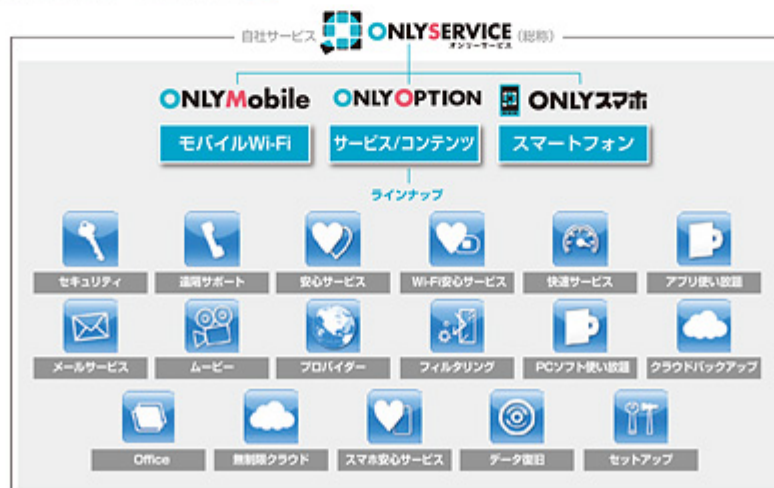 自社サービス ONLYSERVICE (総称)
オンリーサービス
ONLYMobile ONLYOPTION ONLYスマホ
モバイルWi-Fi サービス/コンテンツ スマートフォン
ラインナップ
セキュリティ 遠隔サポート 安心サービス Wi-Fi安心サービス 快速サービス アプリ使い放題
メールサービス ムービー プロバイダー フィルタリング PCソフト使い放題 クラウドバックアップ
Office 無制限クラウド スマホ安心サービス データ復旧 セットアップ